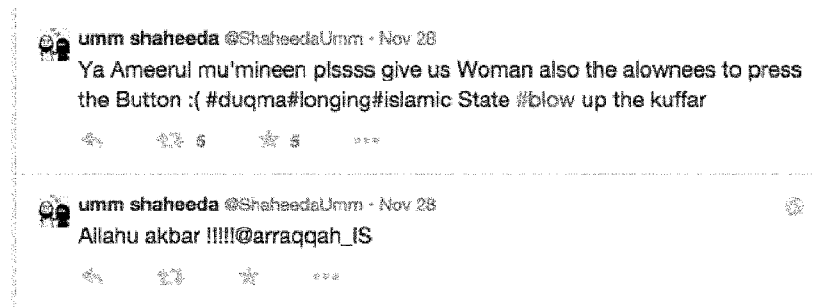 umm shaheeda @ShaheedaUmm · Nov 28
Ya Ameerul mu'mineen plssss give us Woman also the alownees to press
the Button :( #duqma#longing#islamic State #blow up the kuffar
6 5
umm shaheeda @ShaheedaUmm · Nov 28
Allahu akbar !!!!!@arraqqah_IS